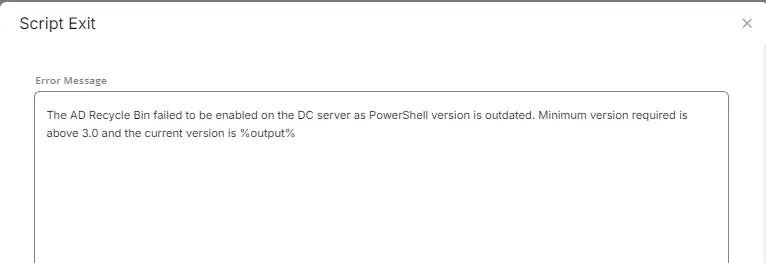 Script Exit
Error Message
The AD Recycle Bin failed to be enabled on the DC server as PowerShell version is outdated. Minimum version required is
above 3.0 and the current version is %output%